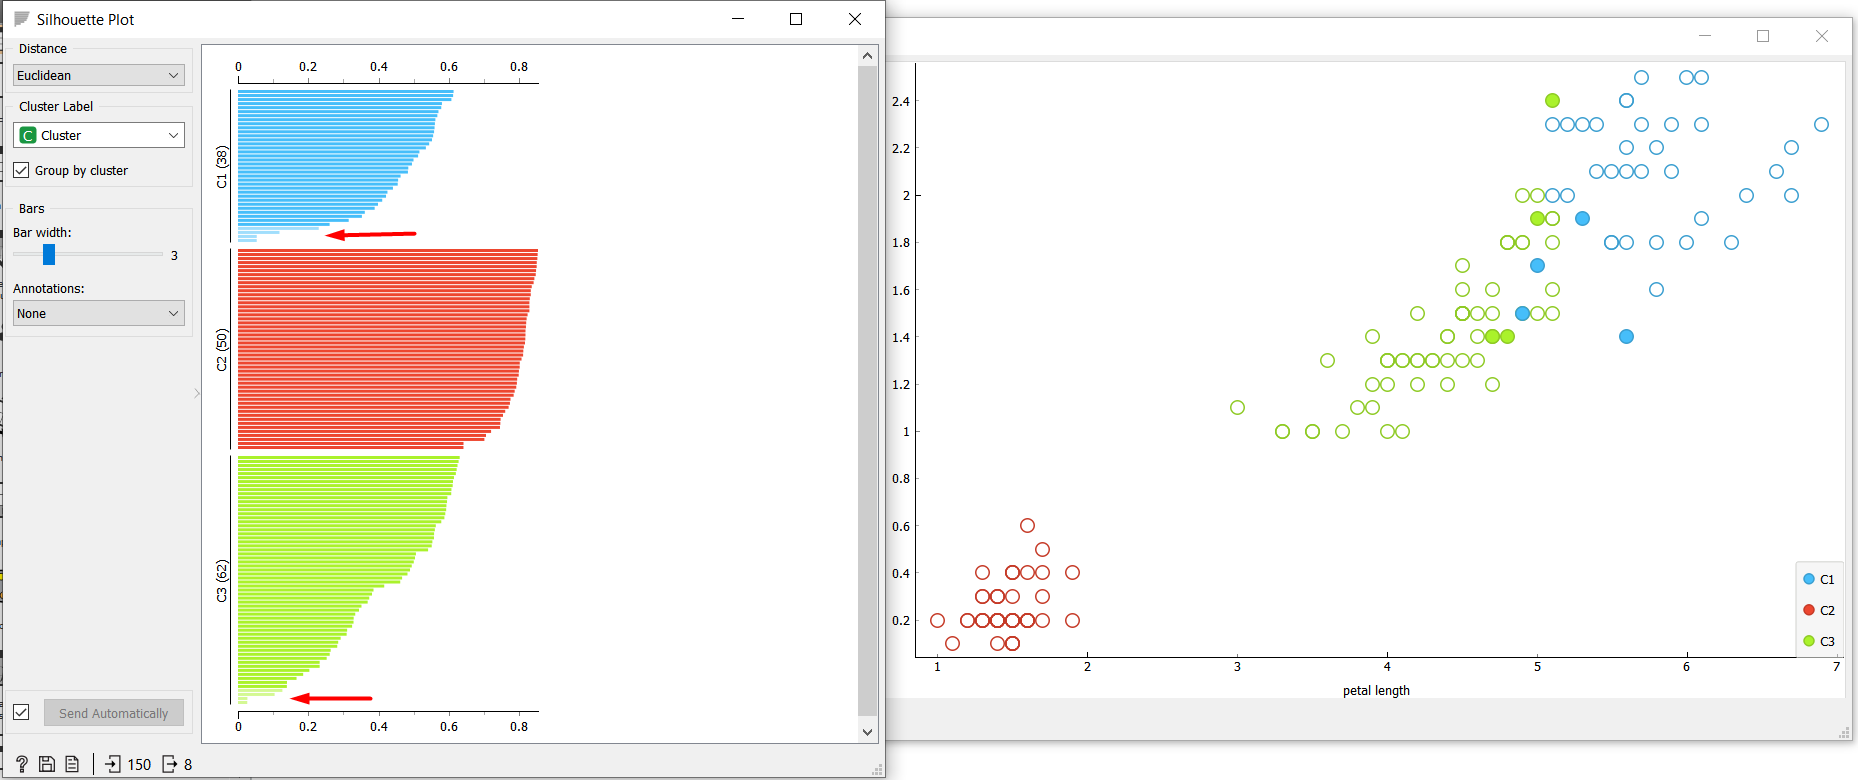 Silhouette Plot
Distance
Euclidean
Cluster Label
C Cluster
Group by cluster
Bars
Bar width:
3
Annotations:
None
Send Automatically
? 150 8
0 0.2 0.4 0.6 0.8
C1 (38)
C2 (50)
C3 (62)
0 0.2 0.4 0.6 0.8
2.4
2.2
2
1.8
1.6
1.4
1.2
1
0.8
0.6
0.4
0.2
1 2 3 4 5 6 7
petal length
C1
C2
C3